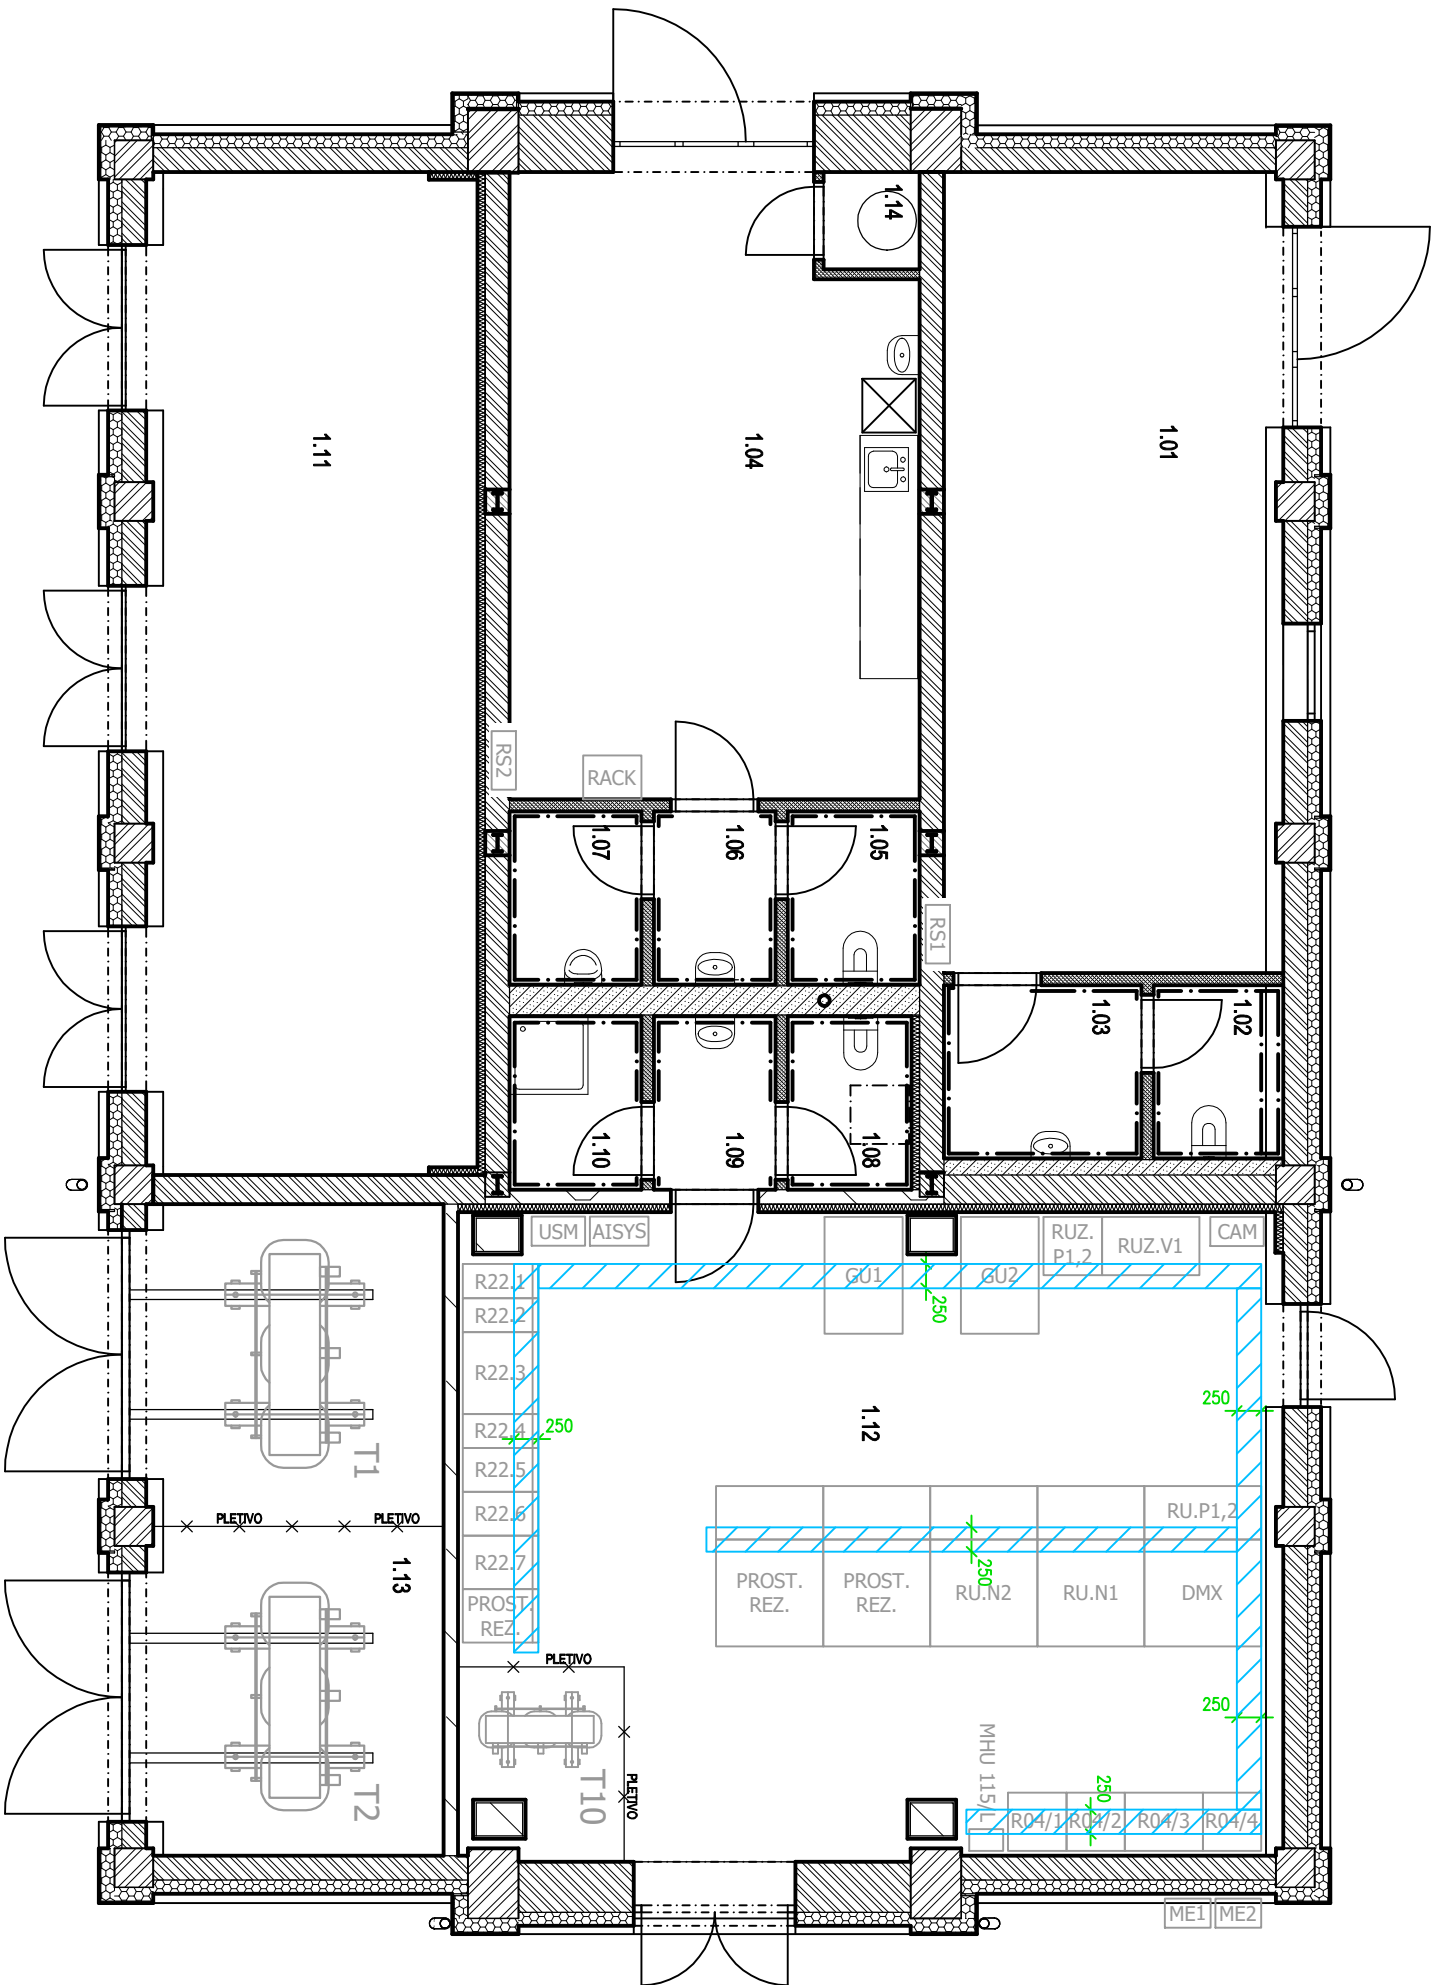 1.14
1.11
1.04
1.01
RS2
RACK
1.07
1.06
1.05
RS1
1.03
1.02
1.10
1.09
1.08
USM
AISYS
RUZ.
P1,2
RUZ.V1
CAM
GU1
GU2
250
R22.1
R22.2
R22.3
R22.4
R22.5
R22.6
R22.7
PROST.
REZ.
250
1.12
250
T1
PLETIVO
PLETIVO
1.13
RU.P1,2
PROST.
REZ.
PROST.
REZ.
RU.N2
RU.N1
DMX
250
PLETIVO
250
T2
T10
PLETIVO
MHU 115/L
250
R04/1
R04/2
R04/3
R04/4
ME1
ME2